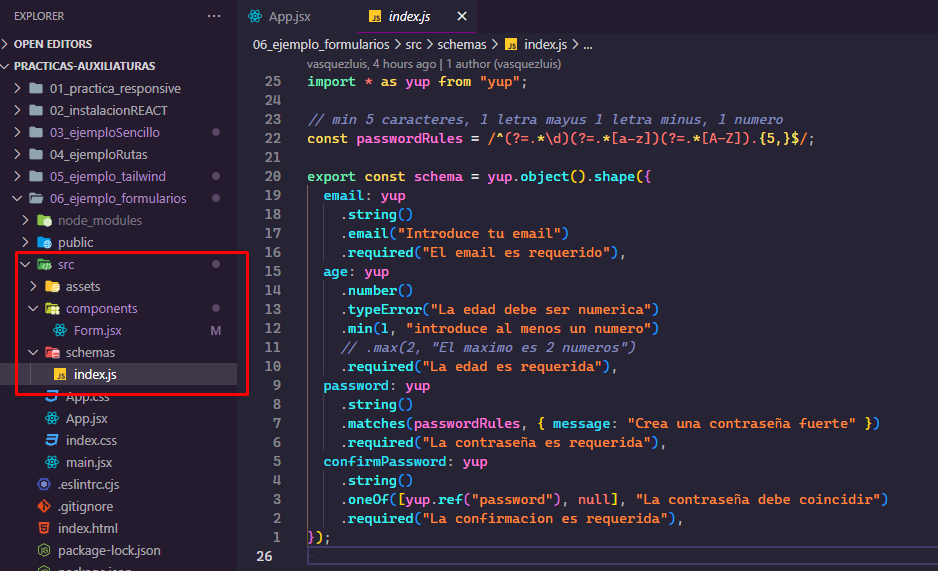 EXPLORER ...
OPEN EDITORS
PRACTICAS-AUXILIATURAS
01_practica_responsive
02_instalacionREACT
03_ejemploSencillo
04_ejemploRutas
05_ejemplo_tailwind
06_ejemplo_formularios
node_modules
public
src
assets
components
Form.jsx M
schemas
index.js
App.css
App.jsx
index.css
main.jsx
.eslintrc.cjs
.gitignore
index.html
package-lock.json
package.json
App.jsx JS index.js ✕
06_ejemplo_formularios > src > schemas > JS index.js > ...
vasquezluis, 4 hours ago | 1 author (vasquezluis)
25 import * as yup from "yup";
24
23 // min 5 caracteres, 1 letra mayus 1 letra minus, 1 numero
22 const passwordRules = /^(?=.*\d)(?=.*[a-z])(?=.*[A-Z]).{5,}$/;
21
20 export const schema = yup.object().shape({
19 email: yup
18 .string()
17 .email("Introduce tu email")
16 .required("El email es requerido"),
15 age: yup
14 .number()
13 .typeError("La edad debe ser numerica")
12 .min(1, "introduce al menos un numero")
11 // .max(2, "El maximo es 2 numeros")
10 .required("La edad es requerida"),
9 password: yup
8 .string()
7 .matches(passwordRules, { message: "Crea una contraseña fuerte" })
6 .required("La contraseña es requerida"),
5 confirmPassword: yup
4 .string()
3 .oneOf([yup.ref("password"), null], "La contraseña debe coincidir")
2 .required("La confirmacion es requerida"),
1 });
26